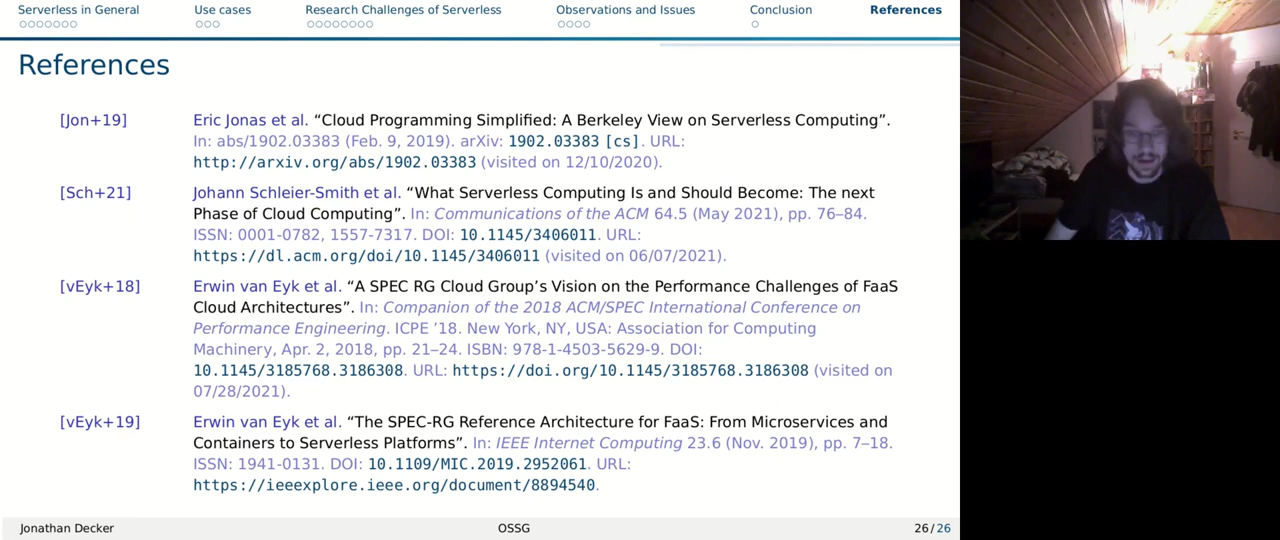 Serverless in General Use cases Research Challenges of Serverless Observations and Issues Conclusion References
References
[Jon+19] Eric Jonas et al. “Cloud Programming Simplified: A Berkeley View on Serverless Computing”.
In: abs/1902.03383 (Feb. 9, 2019). arXiv: 1902.03383 [cs]. URL:
http://arxiv.org/abs/1902.03383 (visited on 12/10/2020).
[Sch+21] Johann Schleier-Smith et al. “What Serverless Computing Is and Should Become: The next
Phase of Cloud Computing”. In: Communications of the ACM 64.5 (May 2021), pp. 76–84.
ISSN: 0001-0782, 1557-7317. DOI: 10.1145/3406011. URL:
https://dl.acm.org/doi/10.1145/3406011 (visited on 06/07/2021).
[vEyk+18] Erwin van Eyk et al. “A SPEC RG Cloud Group’s Vision on the Performance Challenges of FaaS
Cloud Architectures”. In: Companion of the 2018 ACM/SPEC International Conference on
Performance Engineering. ICPE ’18. New York, NY, USA: Association for Computing
Machinery, Apr. 2, 2018, pp. 21–24. ISBN: 978-1-4503-5629-9. DOI:
10.1145/3185768.3186308. URL: https://doi.org/10.1145/3185768.3186308 (visited on
07/28/2021).
[vEyk+19] Erwin van Eyk et al. “The SPEC-RG Reference Architecture for FaaS: From Microservices and
Containers to Serverless Platforms”. In: IEEE Internet Computing 23.6 (Nov. 2019), pp. 7–18.
ISSN: 1941-0131. DOI: 10.1109/MIC.2019.2952061. URL:
https://ieeexplore.ieee.org/document/8894540.
Jonathan Decker OSSG 26/26